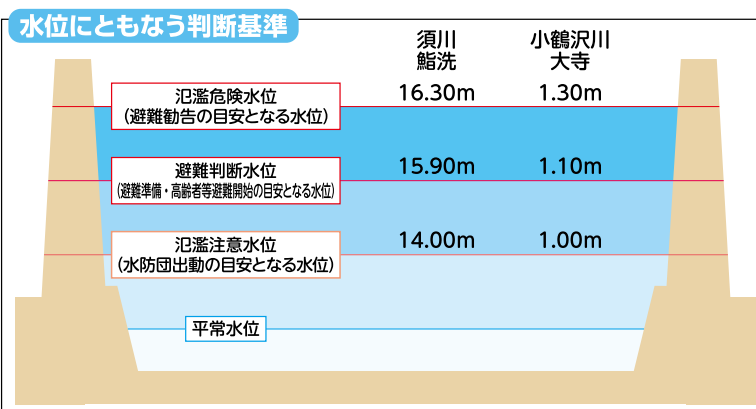 水位にともなう判断基準
須川 小鶴沢川
鮨洗 大寺
氾濫危険水位 16.30m 1.30m
(避難勧告の目安となる水位)
避難判断水位 15.90m 1.10m
(避難準備・高齢者等避難開始の目安となる水位)
氾濫注意水位 14.00m 1.00m
(水防団出動の目安となる水位)
平常水位